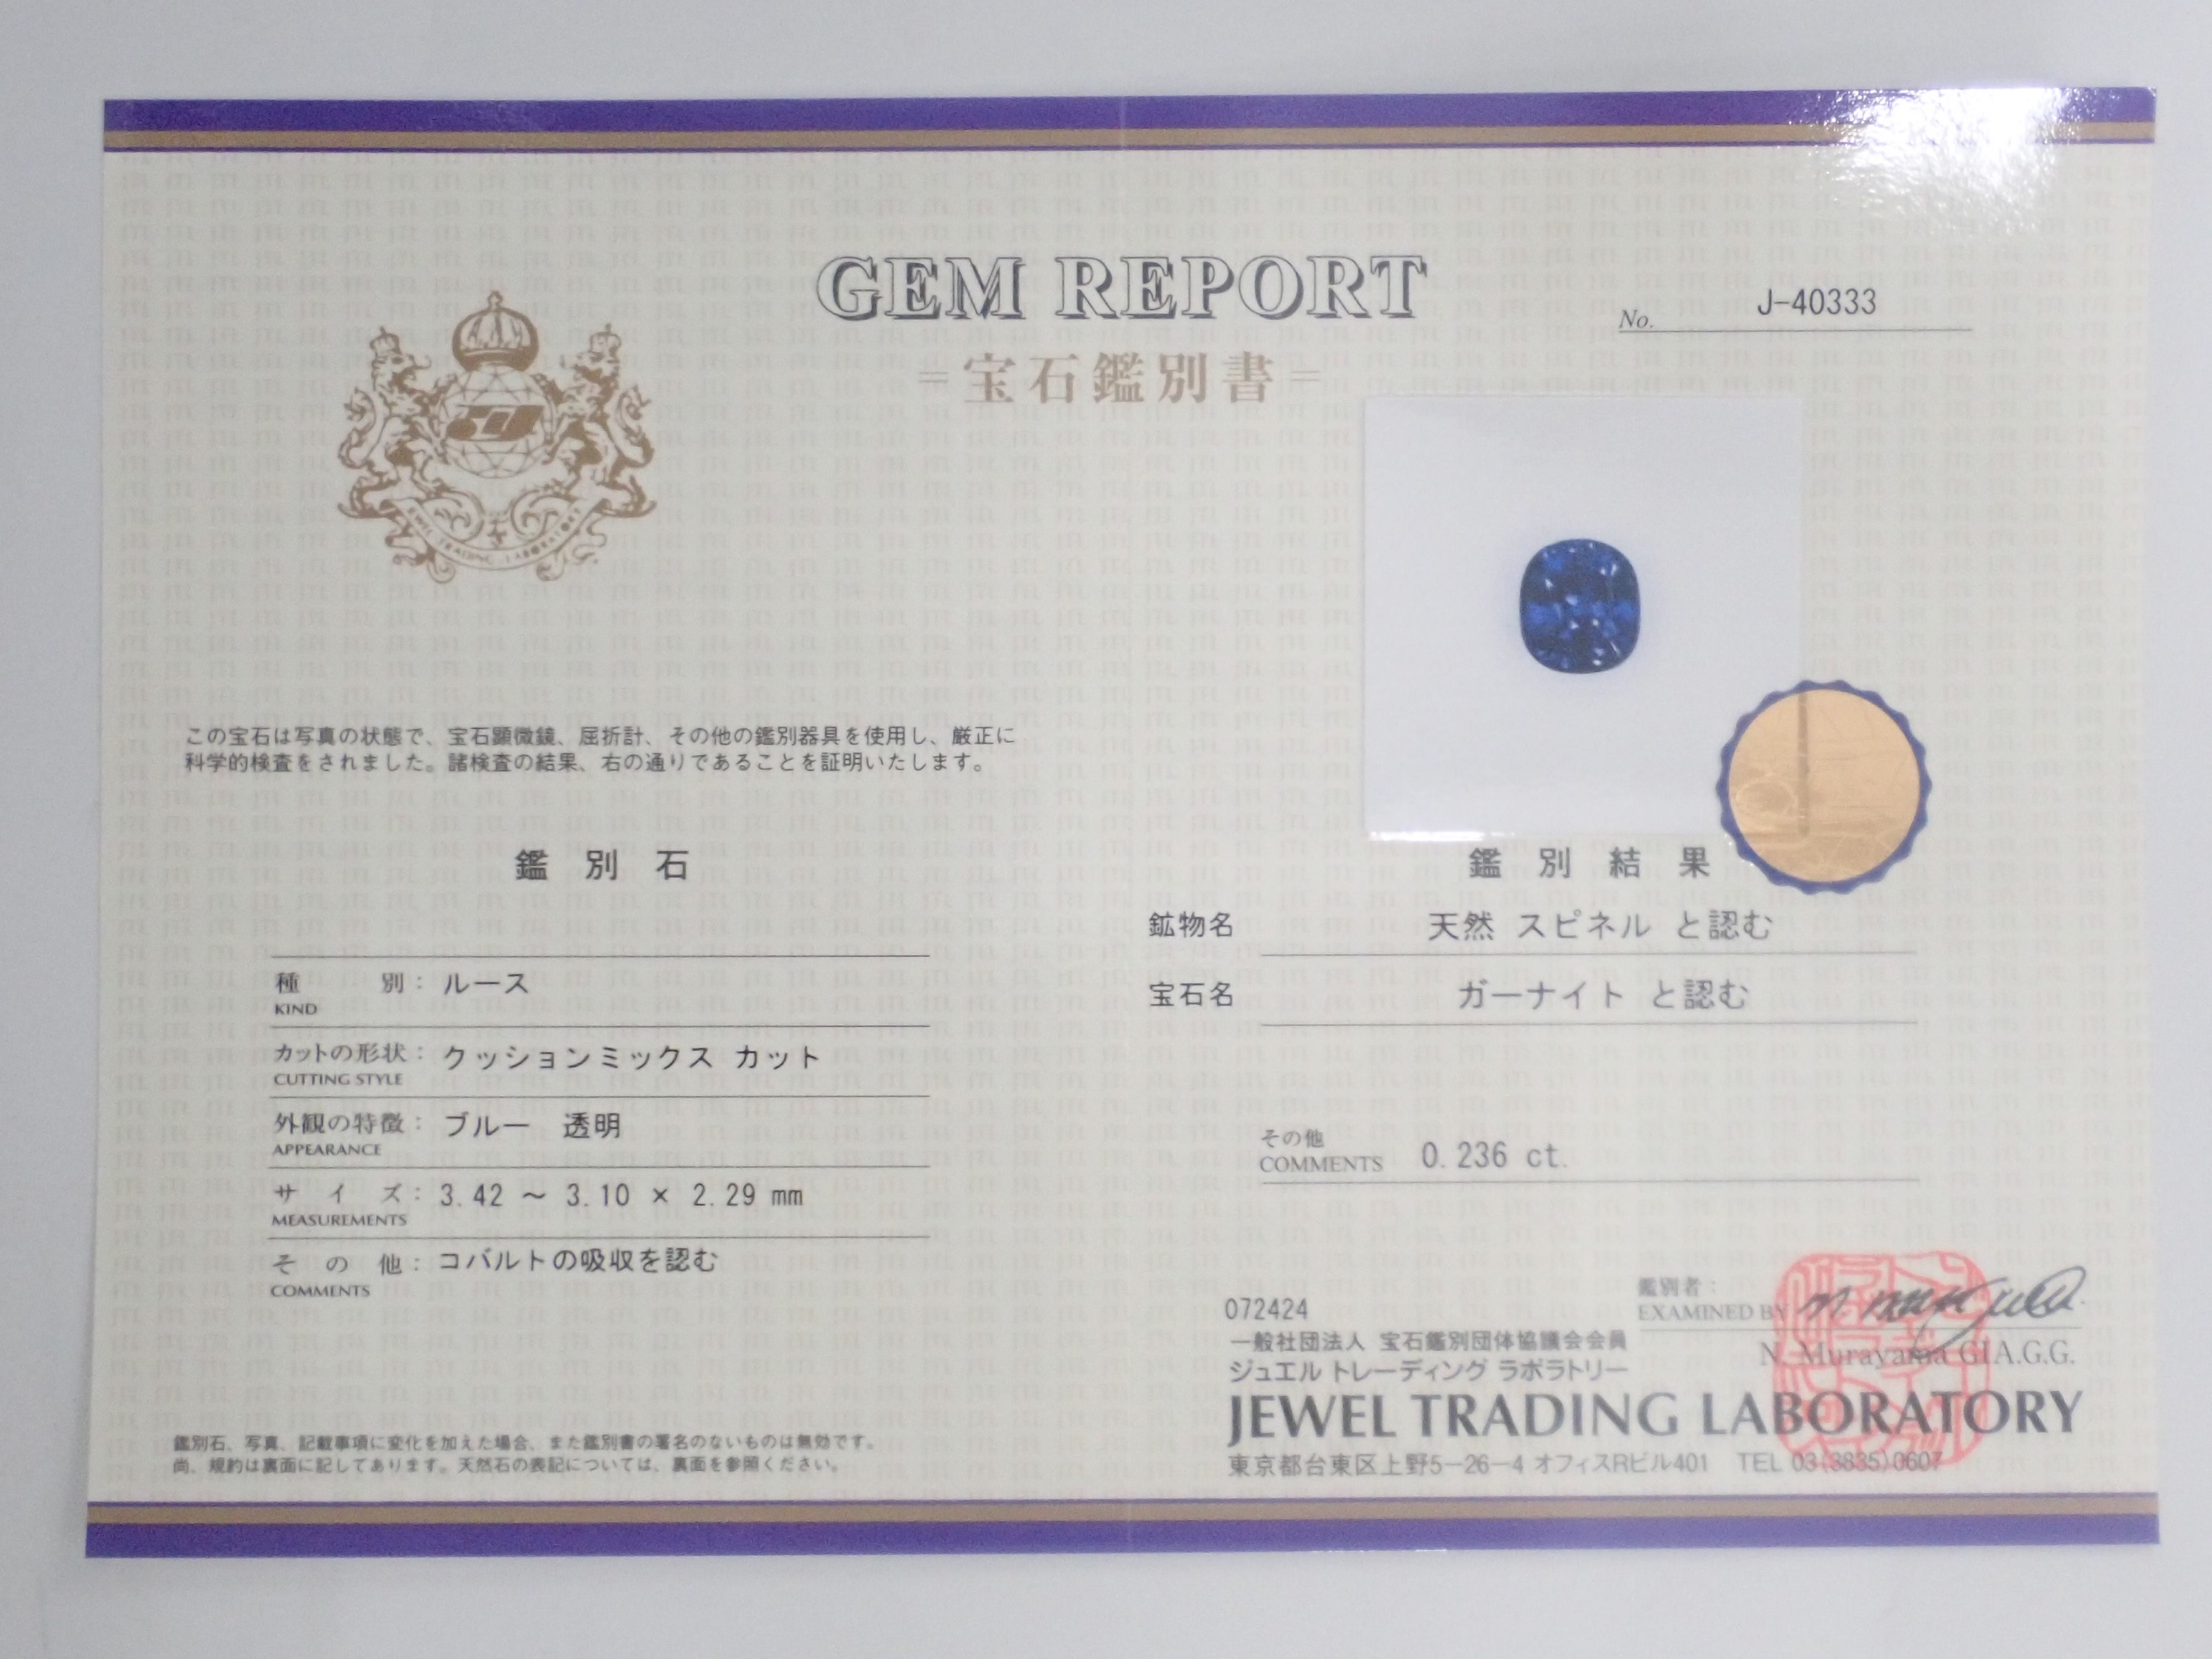 GEM REPORT
=宝石鑑別書=
No. J-40333
JEWEL TRADING LABORATORY
この宝石は写真の状態で、宝石顕微鏡、屈折計、その他の鑑別器具を使用し、厳正に
科学的検査をされました。諸検査の結果、右の通りであることを証明いたします。
鑑別石
種別: ルース
KIND
カットの形状: クッションミックス カット
CUTTING STYLE
外観の特徴: ブルー 透明
APPEARANCE
サイズ: 3.42 ～ 3.10 × 2.29 mm
MEASUREMENTS
その他: コバルトの吸収を認む
COMMENTS
鑑別石、写真、記載事項に変化を加えた場合、また鑑別書の署名のないものは無効です。
尚、規約は裏面に記してあります。天然石の表記については、裏面を参照ください。
鑑別結果
鉱物名 天然 スピネル と認む
宝石名 ガーナイト と認む
その他
COMMENTS 0.236 ct.
鑑別者:
EXAMINED BY
N. Murayama G.I.A.G.G.
072424
一般社団法人 宝石鑑別団体協議会会員
ジュエル トレーディング ラボラトリー
JEWEL TRADING LABORATORY
東京都台東区上野5-26-4 オフィスRビル401 TEL 03(3835)0607